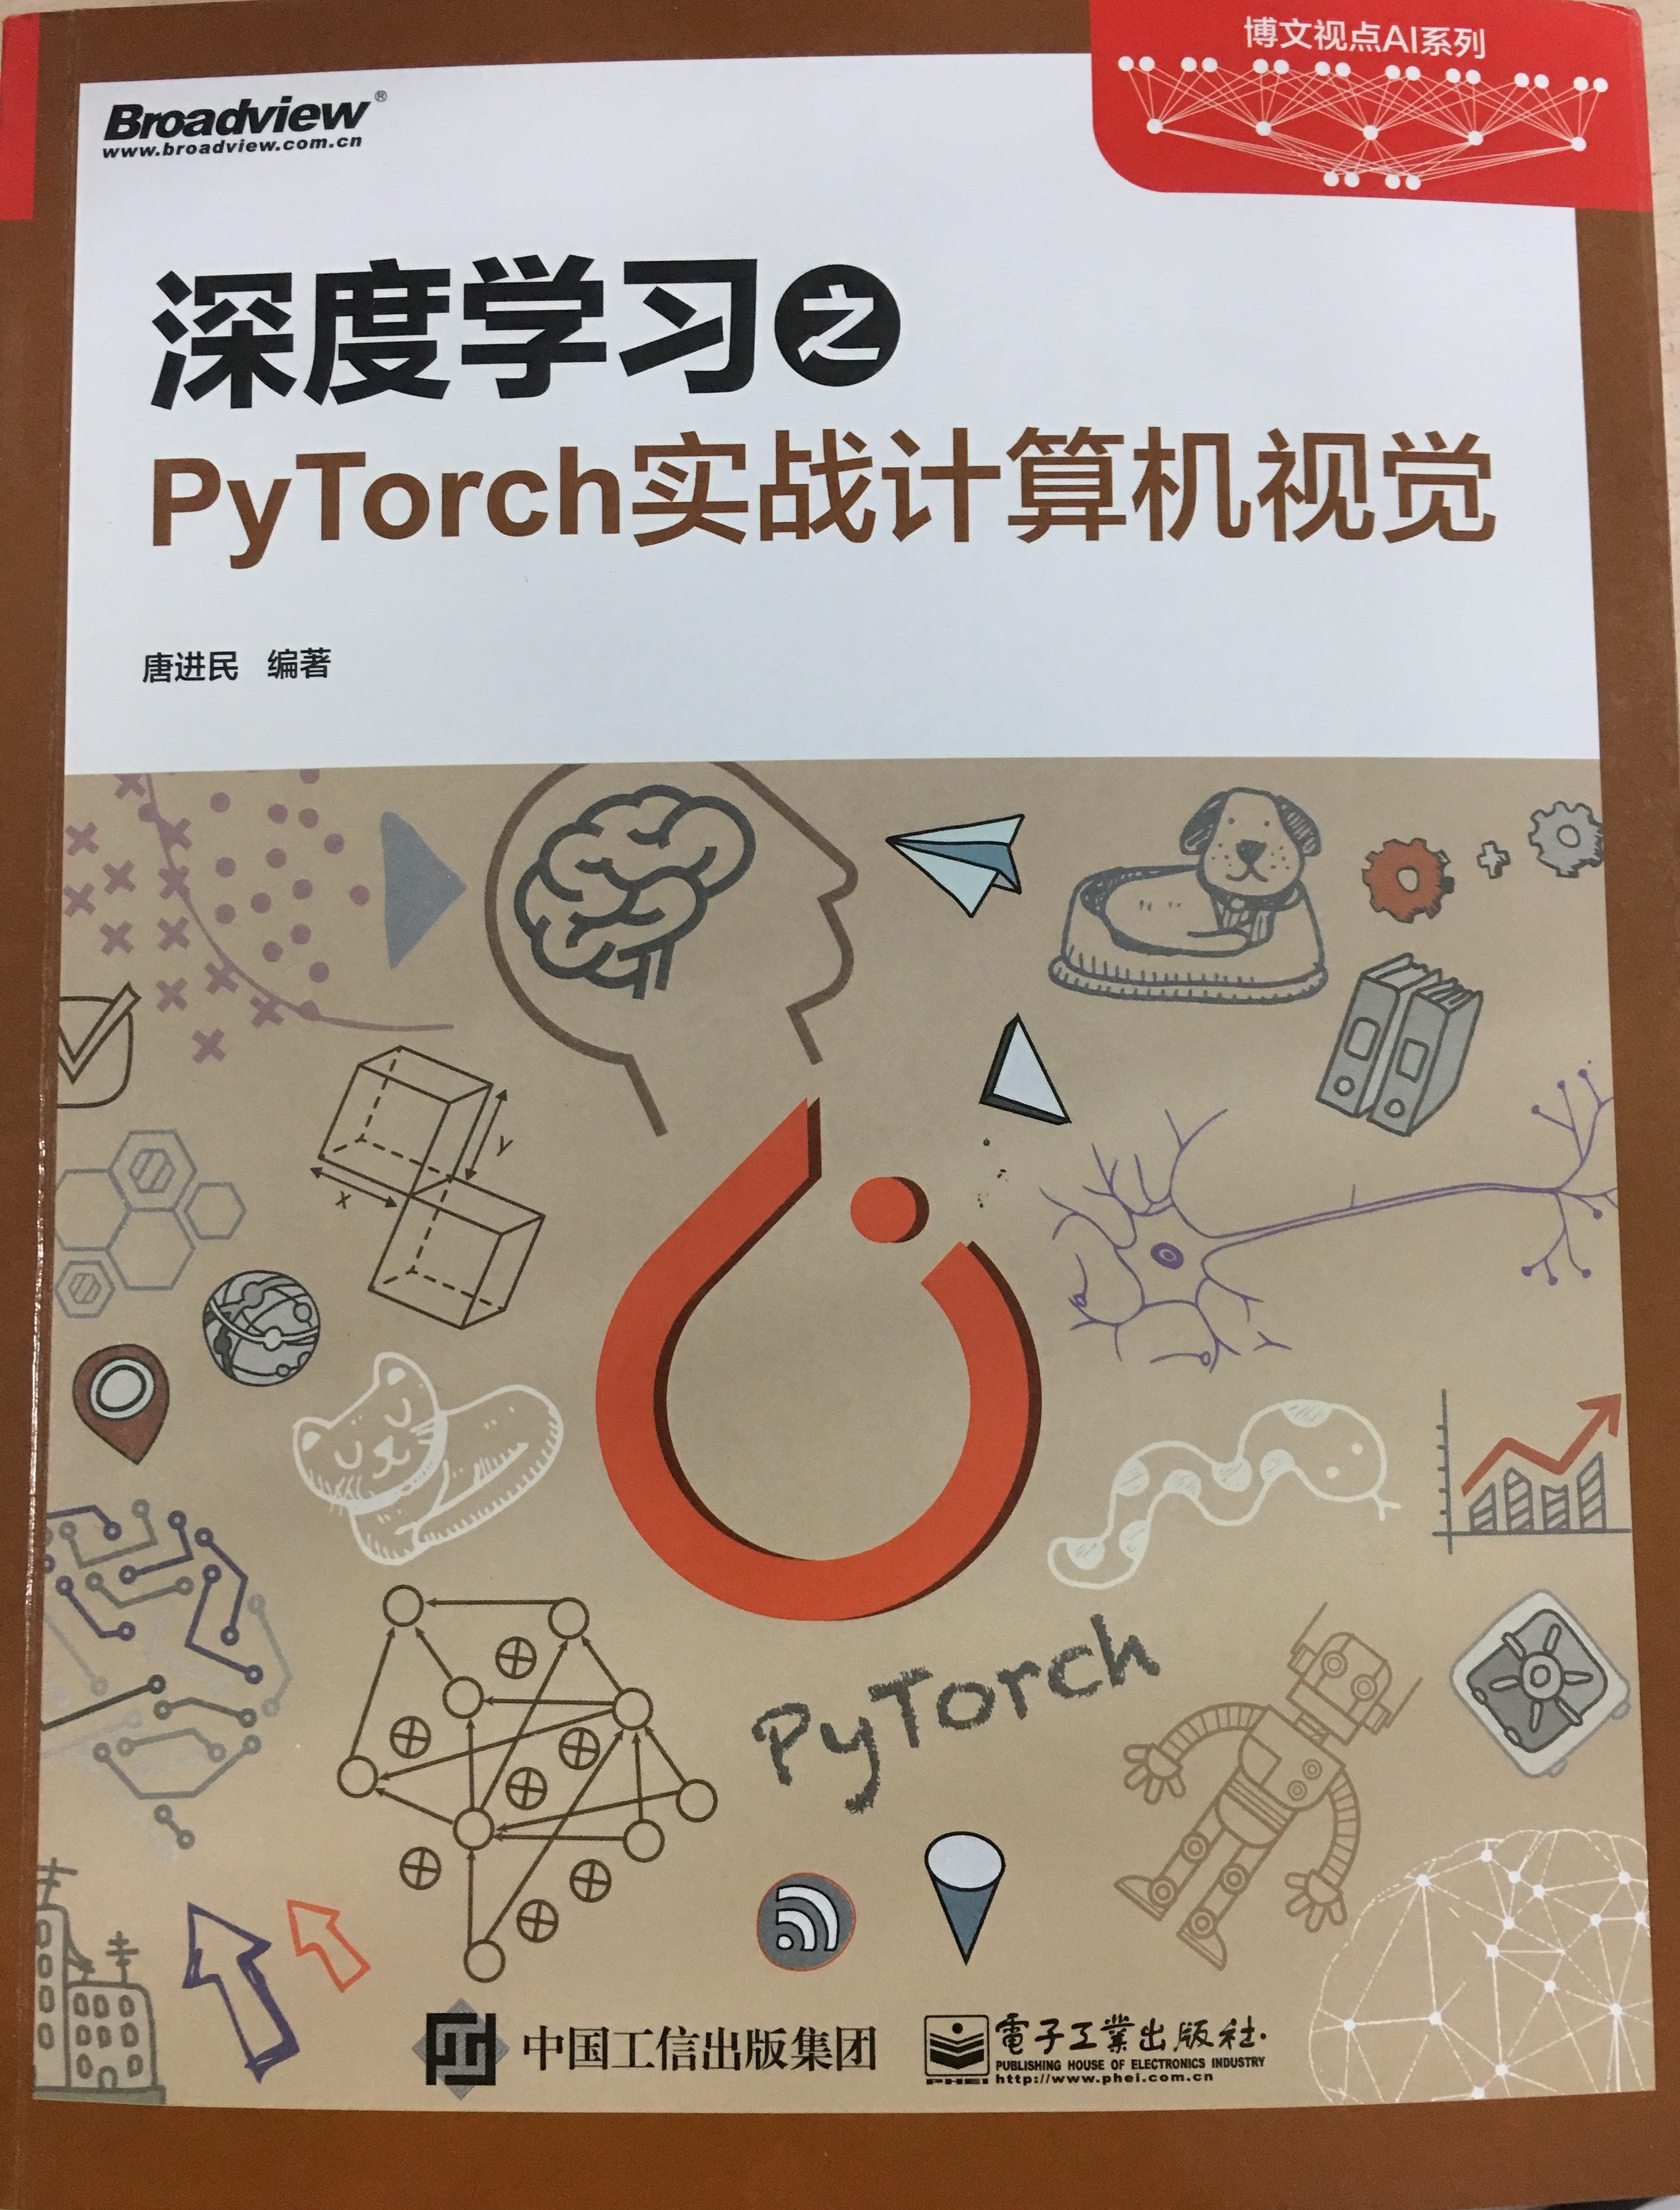 博文视点AI系列
Broadview®
www.broadview.com.cn
深度学习之
PyTorch实战计算机视觉
唐进民 编著
y
x
PyTorch
中国工信出版集团
電子工業出版社·
PUBLISHING HOUSE OF ELECTRONICS INDUSTRY
PHEI
http://www.phei.com.cn